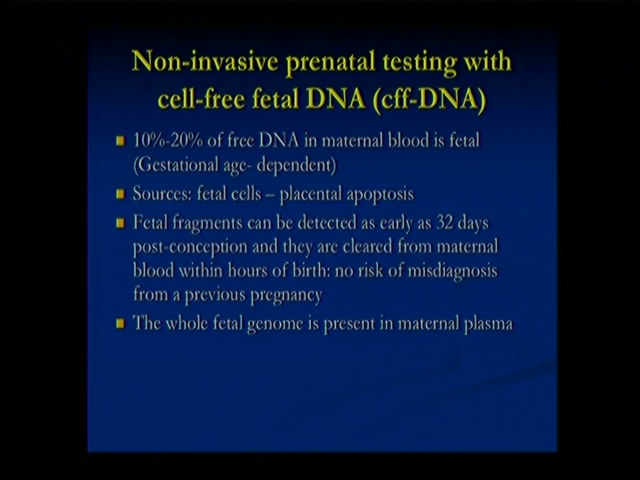 Non-invasive prenatal testing with
cell-free fetal DNA (cff-DNA)
10%-20% of free DNA in maternal blood is fetal
(Gestational age- dependent)
Sources: fetal cells – placental apoptosis
Fetal fragments can be detected as early as 32 days
post-conception and they are cleared from maternal
blood within hours of birth: no risk of misdiagnosis
from a previous pregnancy
The whole fetal genome is present in maternal plasma